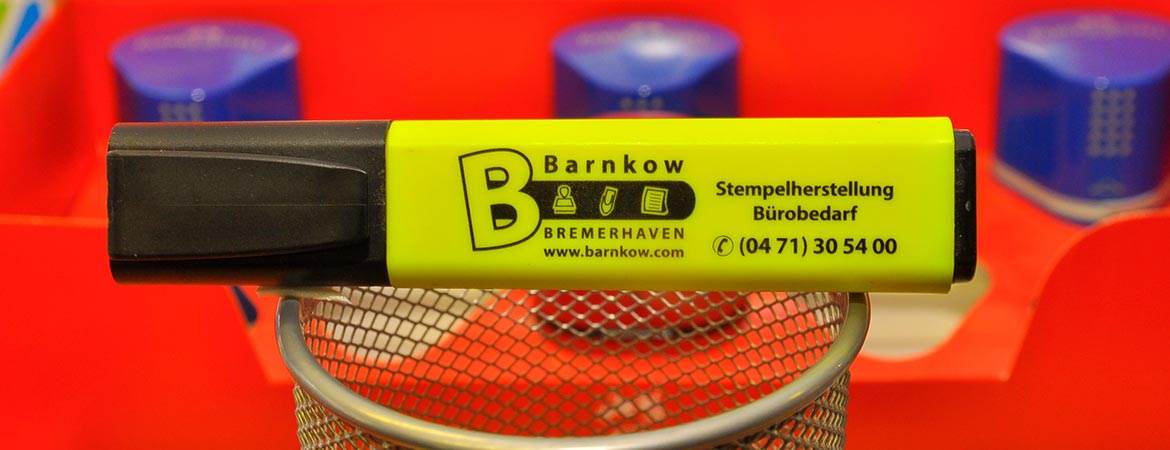 B
Barnkow
BREMERHAVEN
www.barnkow.com
Stempelherstellung
Bürobedarf
✆ (04 71) 30 54 00